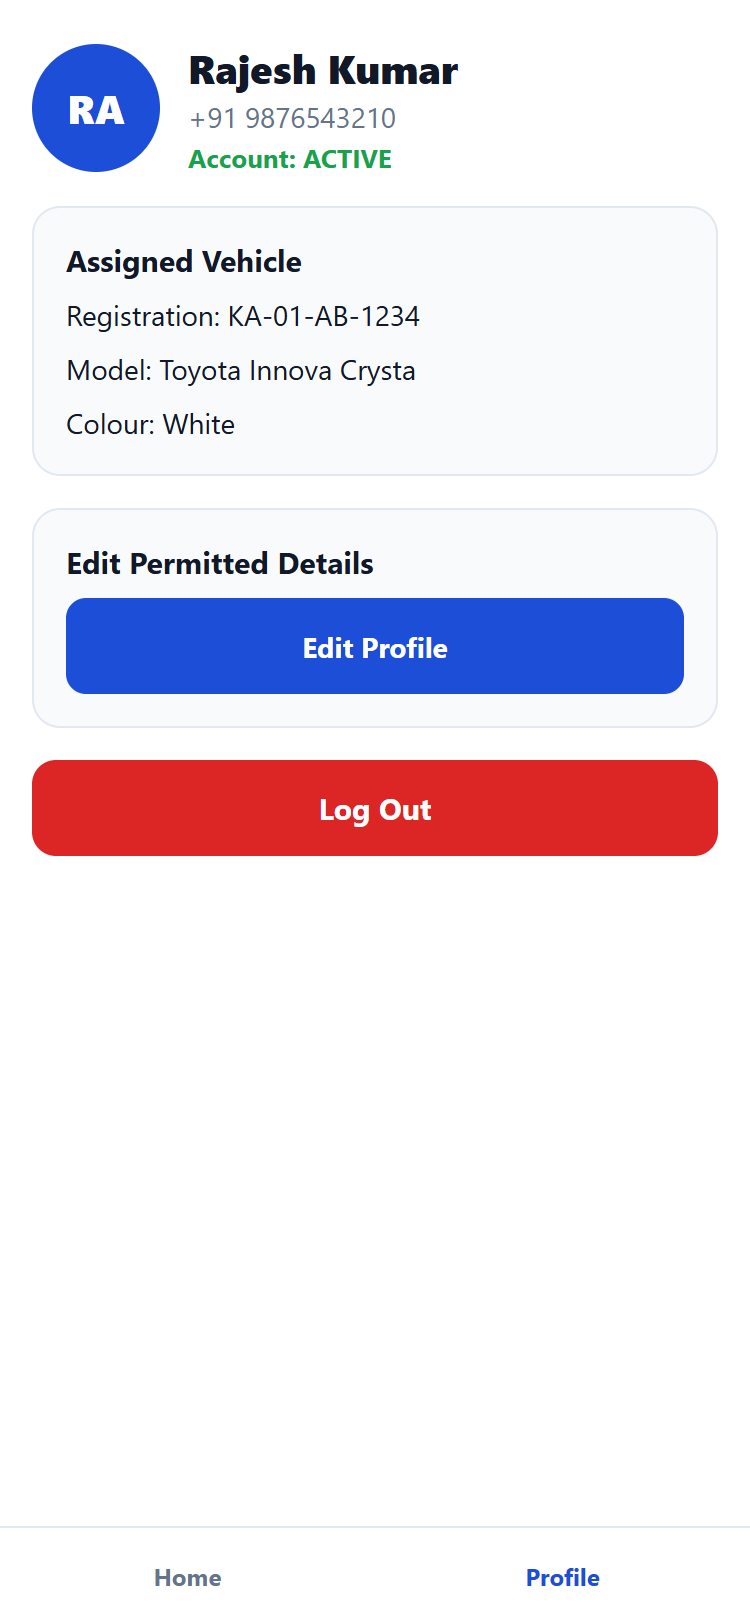 RA
Rajesh Kumar
+91 9876543210
Account: ACTIVE
Assigned Vehicle
Registration: KA-01-AB-1234
Model: Toyota Innova Crysta
Colour: White
Edit Permitted Details
Edit Profile
Log Out
Home
Profile